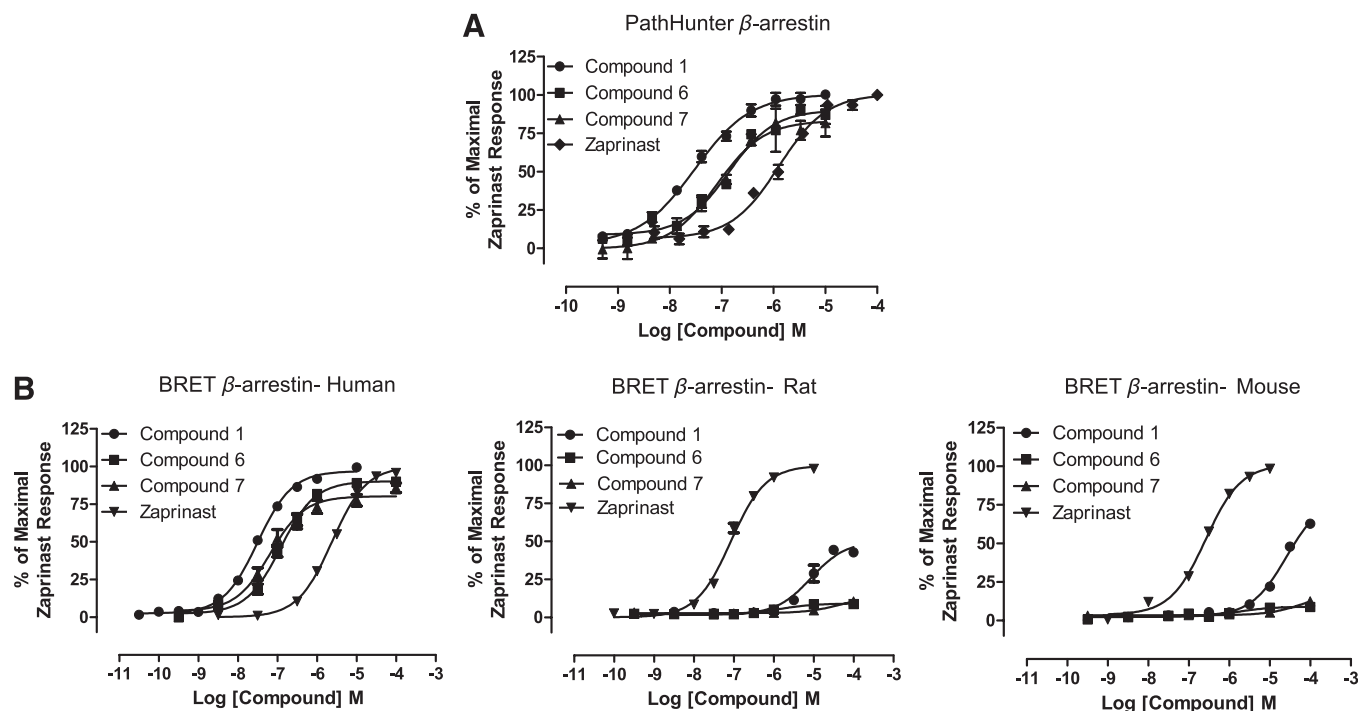 A
PathHunter β-arrestin
% of Maximal
Zaprinast Response
125
100
75
50
25
0
Compound 1
Compound 6
Compound 7
Zaprinast
-10 -9 -8 -7 -6 -5 -4
Log [Compound] M
B
BRET β-arrestin- Human
% of Maximal
Zaprinast Response
125
100
75
50
25
0
Compound 1
Compound 6
Compound 7
Zaprinast
-11 -10 -9 -8 -7 -6 -5 -4 -3
Log [Compound] M
BRET β-arrestin- Rat
% of Maximal
Zaprinast Response
125
100
75
50
25
0
Compound 1
Compound 6
Compound 7
Zaprinast
-11 -10 -9 -8 -7 -6 -5 -4 -3
Log [Compound] M
BRET β-arrestin- Mouse
% of Maximal
Zaprinast Response
125
100
75
50
25
0
Compound 1
Compound 6
Compound 7
Zaprinast
-11 -10 -9 -8 -7 -6 -5 -4 -3
Log [Compound] M